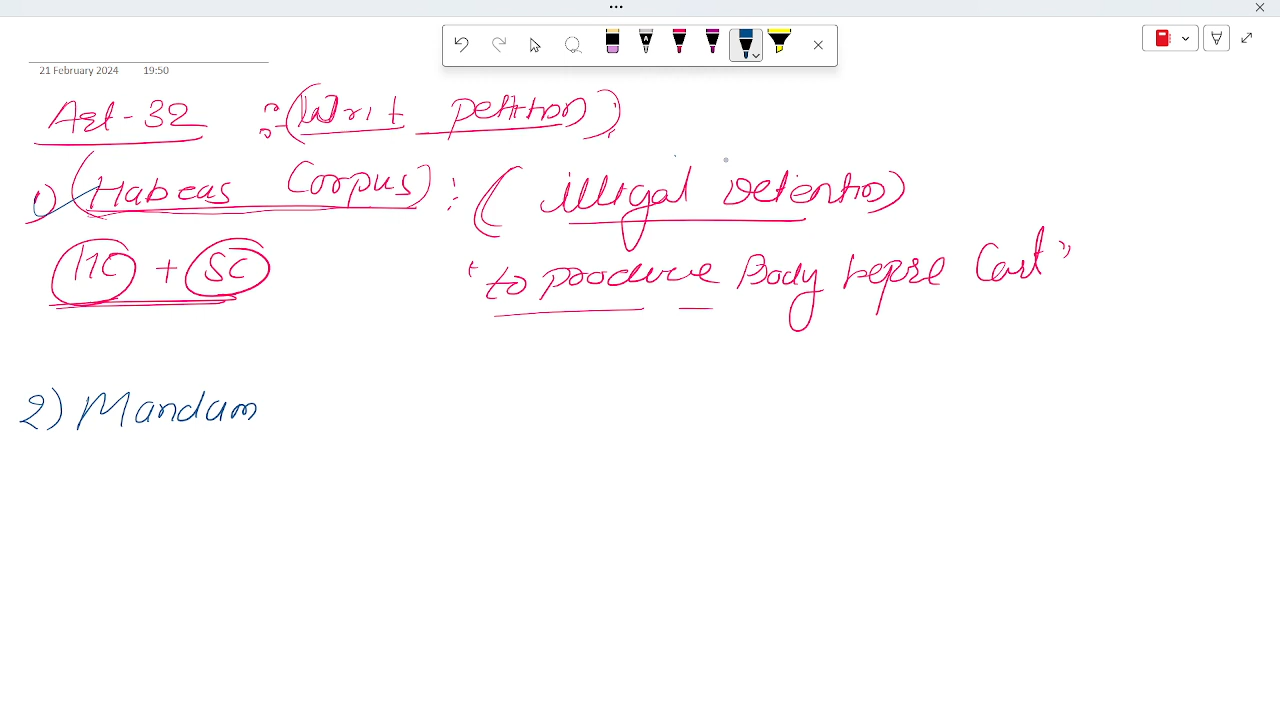 21 February 2024 19:50
Art-32 :- (Writ petition):
1) (Habeas Corpus) : (illigal Detention)
HC + SC "to produce Body before Court"
2) Mandam